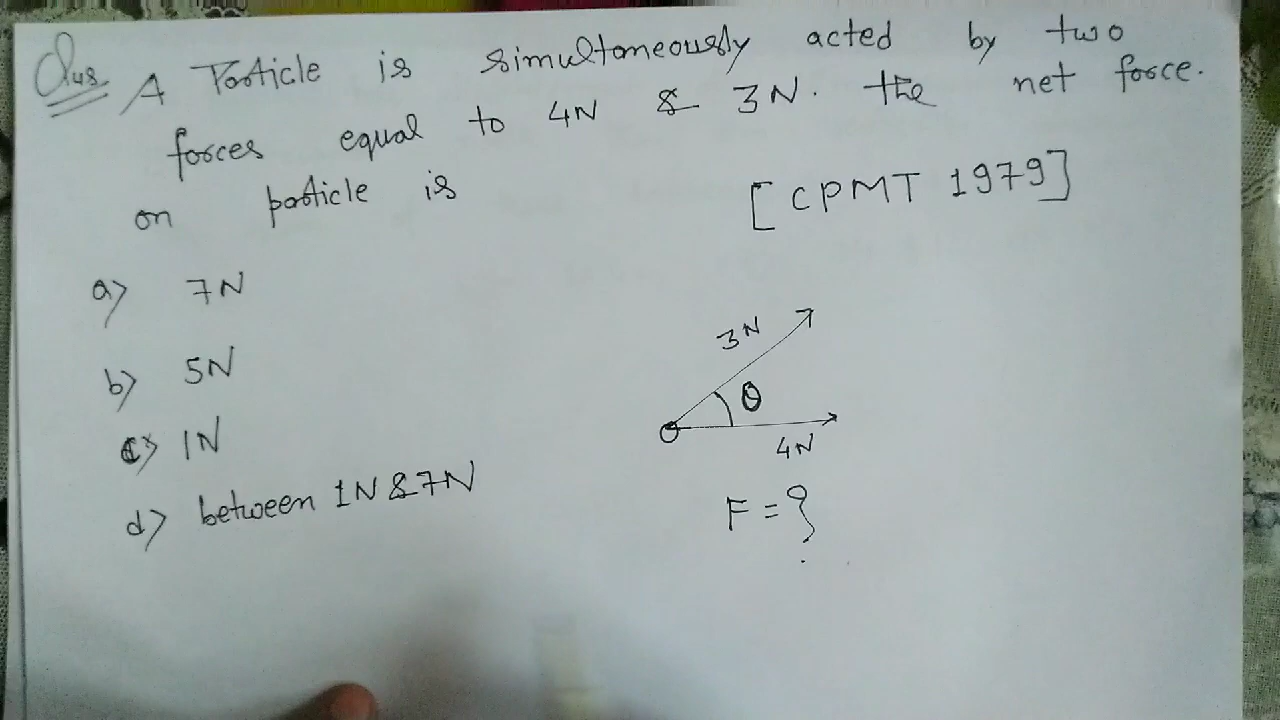 Qus. A Particle is simultaneously acted by two
forces equal to 4N & 3N. the net force.
on particle is
[CPMT 1979]
a) 7N
b) 5N
c) 1N
d) between 1N & 7N
3N
θ
4N
F = ?